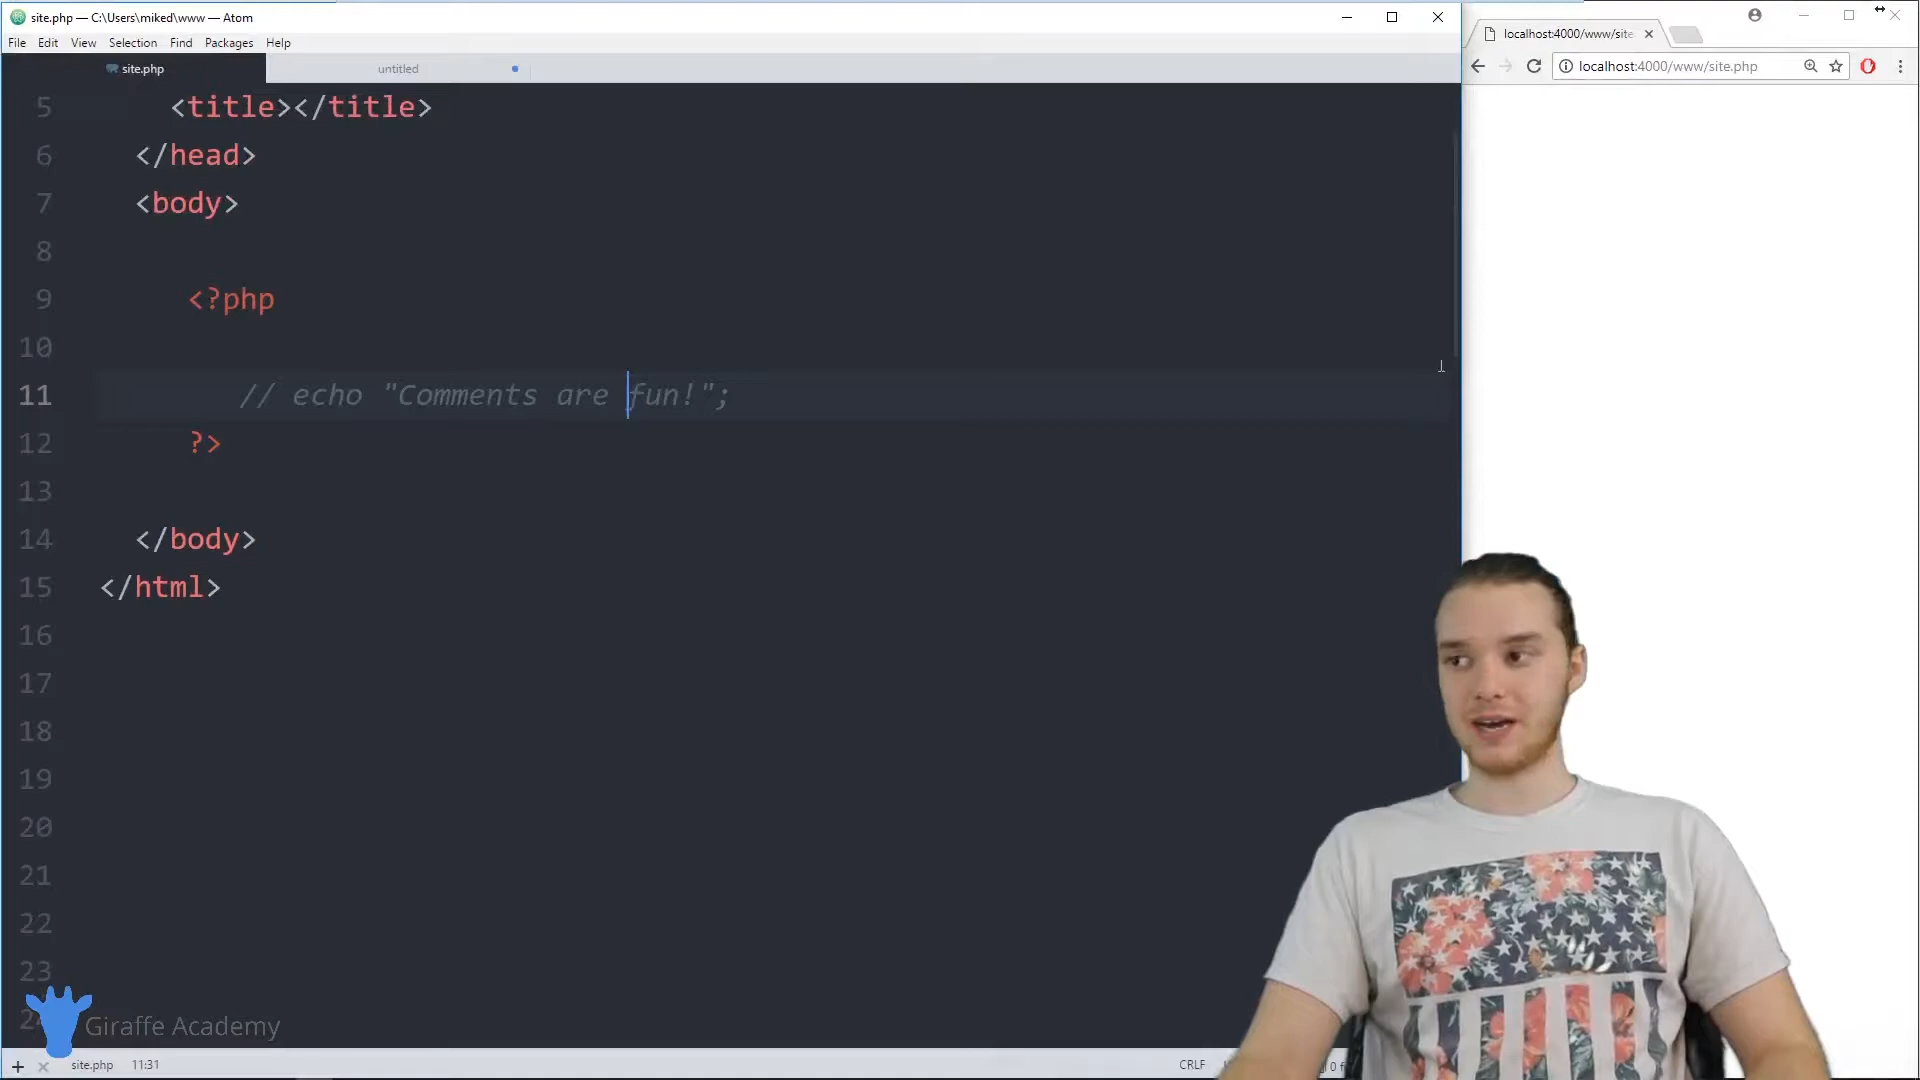 site.php — C:\Users\miked\www — Atom
File Edit View Selection Find Packages Help
site.php untitled
localhost:4000/www/site
localhost:4000/www/site.php
5 <title></title>
6 </head>
7 <body>
8
9 <?php
10
11 // echo "Comments are fun!";
12 ?>
13
14 </body>
15 </html>
16
17
18
19
20
21
22
23
Giraffe Academy
site.php 11:31 CRLF